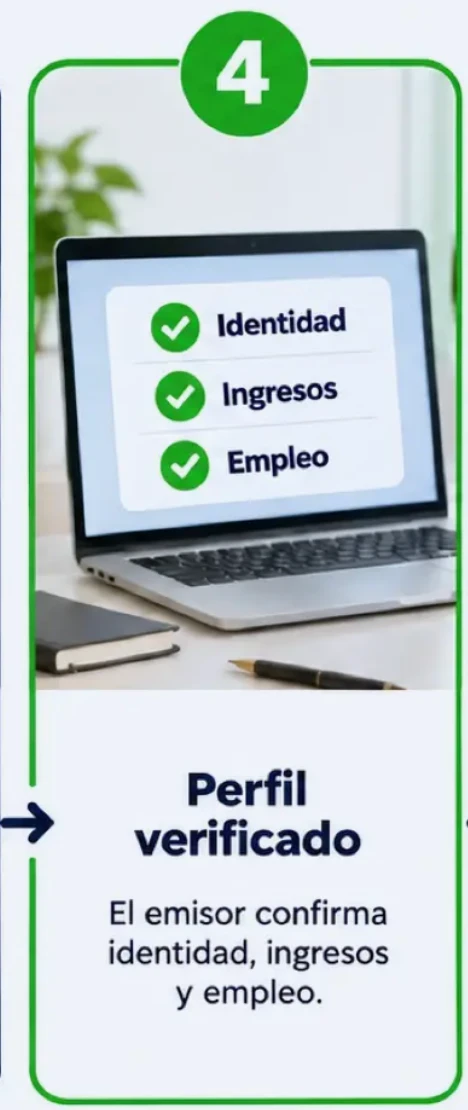 4
Identidad
Ingresos
Empleo
Perfil
verificado
El emisor confirma
identidad, ingresos
y empleo.